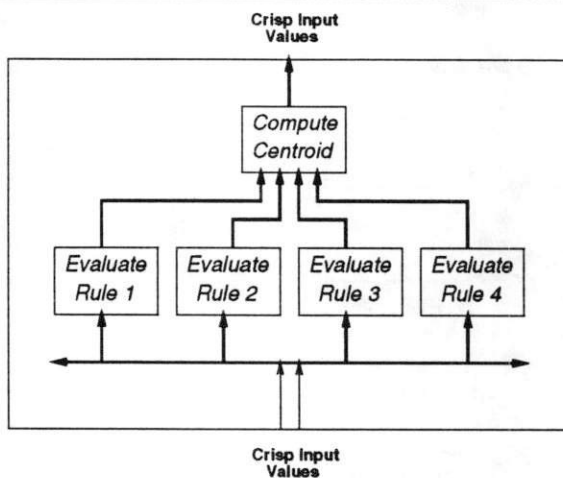 Crisp Input
Values
Compute
Centroid
Evaluate
Rule 1
Evaluate
Rule 2
Evaluate
Rule 3
Evaluate
Rule 4
Crisp Input
Values